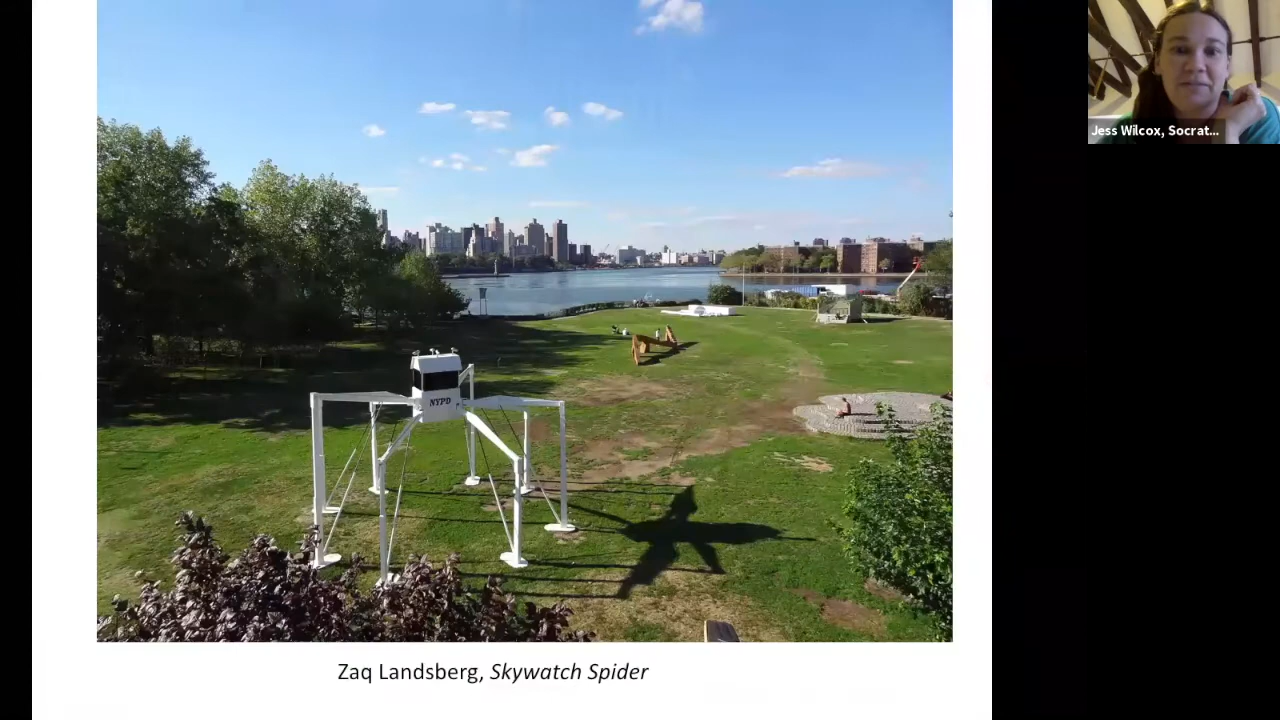 Jess Wilcox, Socrat...
NYPD
Zaq Landsberg, Skywatch Spider